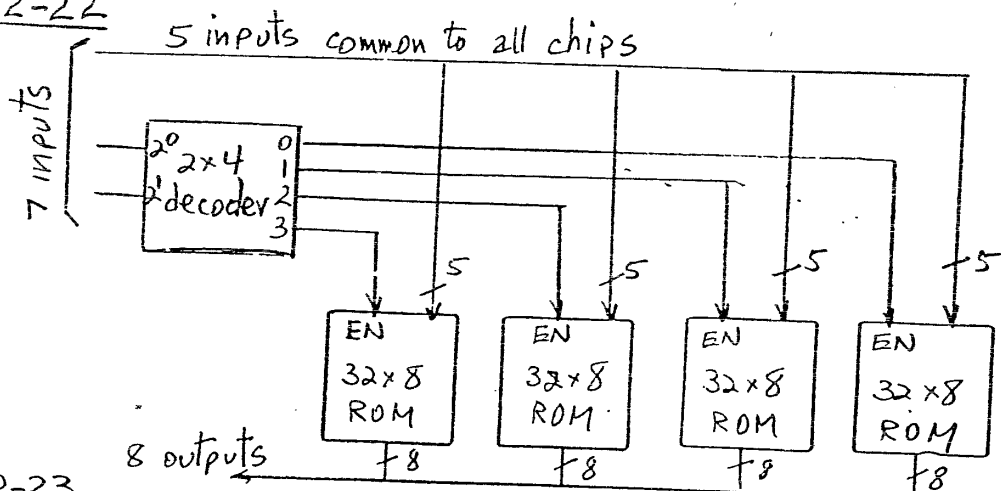 2-22
5 inputs common to all chips
7 inputs
2⁰ 2×4 0
1
2¹ decoder 2
3
5 5 5 5
EN EN EN EN
32×8 32×8 32×8 32×8
ROM ROM ROM ROM
8 outputs 8 8 8 8
2-23